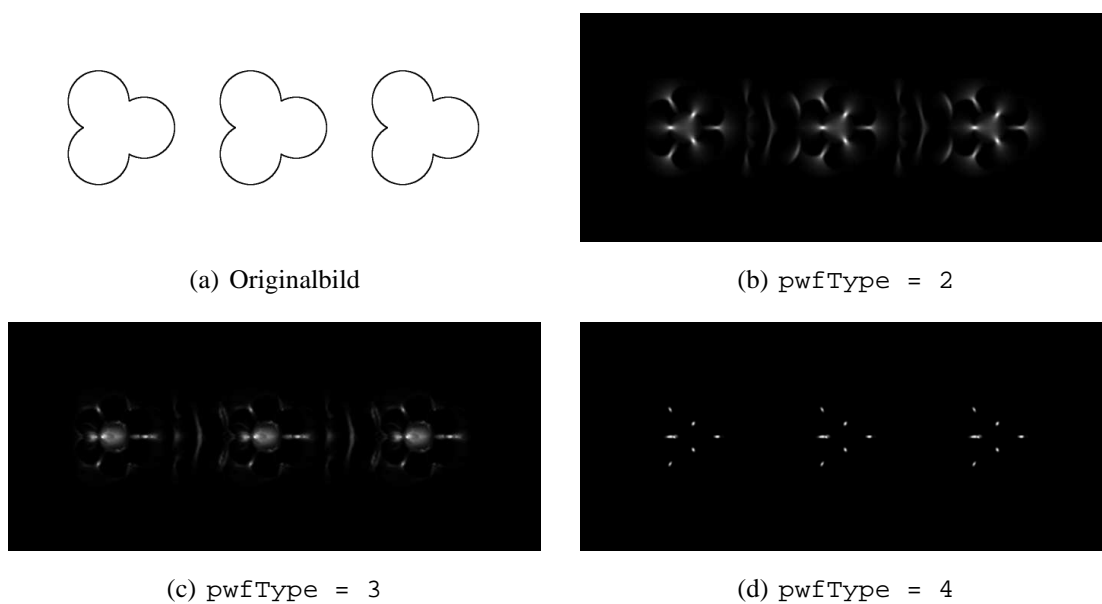 (a) Originalbild
(b) pwfType = 2
(c) pwfType = 3
(d) pwfType = 4